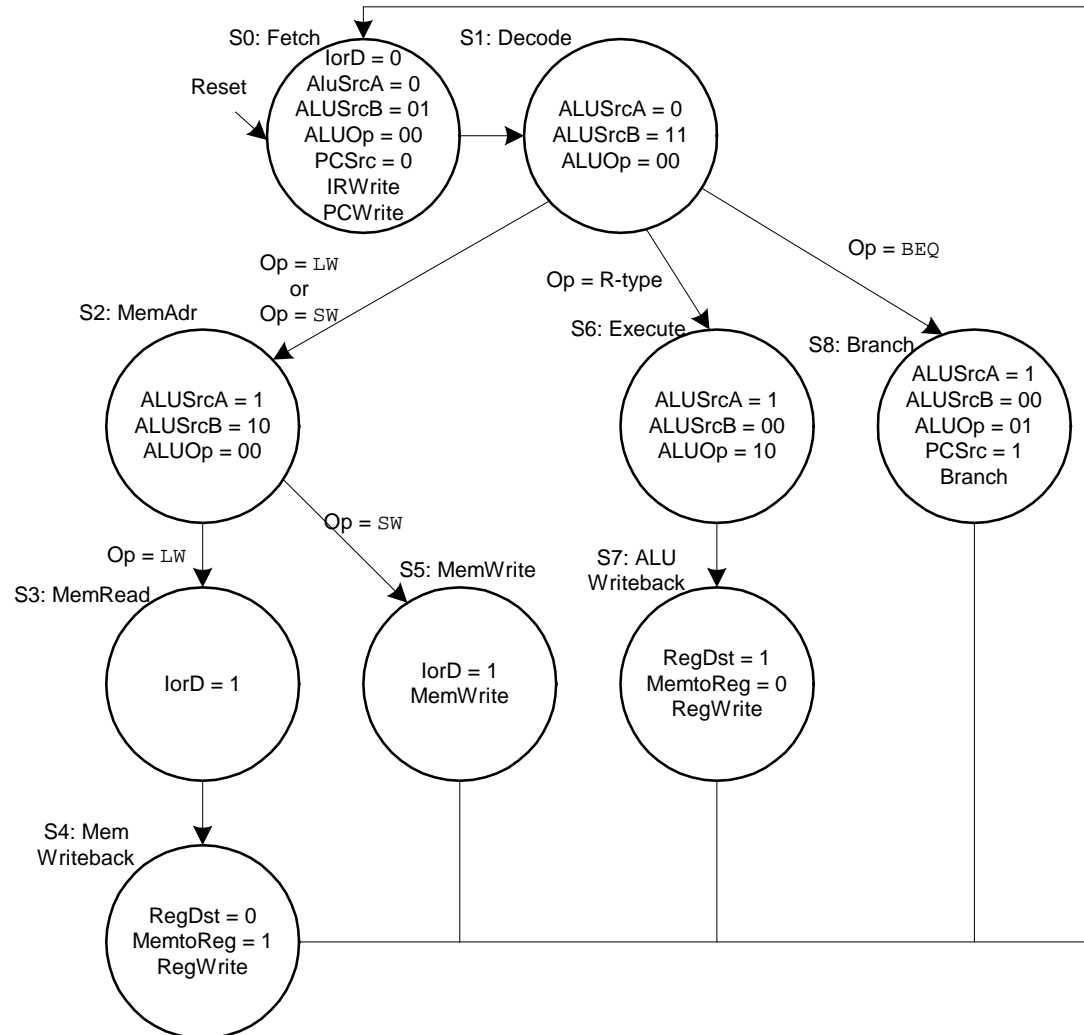 S0: Fetch
IorD = 0
AluSrcA = 0
ALUSrcB = 01
ALUOp = 00
PCSrc = 0
IRWrite
PCWrite
Reset
S1: Decode
ALUSrcA = 0
ALUSrcB = 11
ALUOp = 00
Op = LW
or
Op = SW
Op = R-type
Op = BEQ
S2: MemAdr
ALUSrcA = 1
ALUSrcB = 10
ALUOp = 00
S6: Execute
ALUSrcA = 1
ALUSrcB = 00
ALUOp = 10
S8: Branch
ALUSrcA = 1
ALUSrcB = 00
ALUOp = 01
PCSrc = 1
Branch
Op = LW
Op = SW
S3: MemRead
IorD = 1
S5: MemWrite
IorD = 1
MemWrite
S7: ALU
Writeback
RegDst = 1
MemtoReg = 0
RegWrite
S4: Mem
Writeback
RegDst = 0
MemtoReg = 1
RegWrite